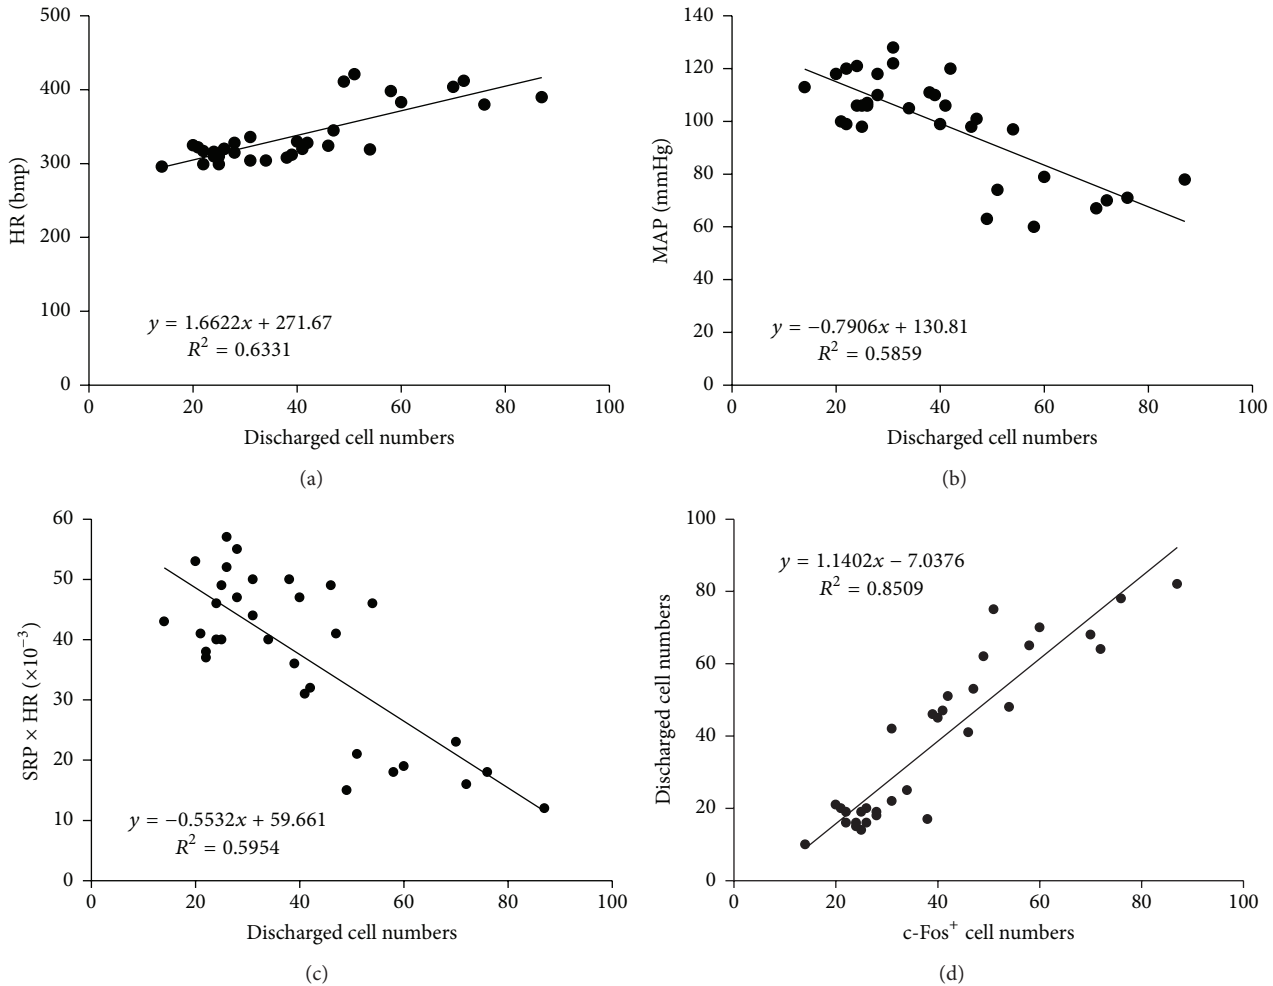 500
400
300
200
100
0
HR (bmp)
y = 1.6622x + 271.67
R² = 0.6331
0 20 40 60 80 100
Discharged cell numbers
(a)
140
120
100
80
60
40
20
0
MAP (mmHg)
y = −0.7906x + 130.81
R² = 0.5859
0 20 40 60 80 100
Discharged cell numbers
(b)
60
50
40
30
20
10
0
SRP × HR (×10⁻³)
y = −0.5532x + 59.661
R² = 0.5954
0 20 40 60 80 100
Discharged cell numbers
(c)
100
80
60
40
20
0
Discharged cell numbers
y = 1.1402x − 7.0376
R² = 0.8509
0 20 40 60 80 100
c-Fos⁺ cell numbers
(d)